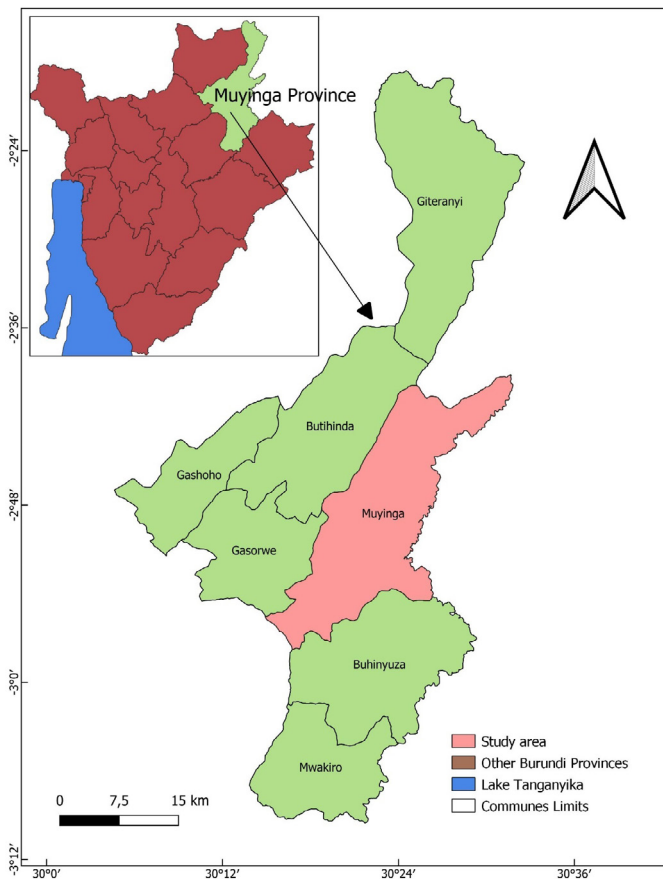 Muyinga Province
-2°24'
Giteranyi
-2°36'
Butihinda
Gashoho
-2°48'
Muyinga
Gasorwe
Buhinyuza
-3°0'
Study area
Other Burundi Provinces
Mwakiro
Lake Tanganyika
0 7,5 15 km
Communes Limits
-3°12'
30°0' 30°12' 30°24' 30°36'